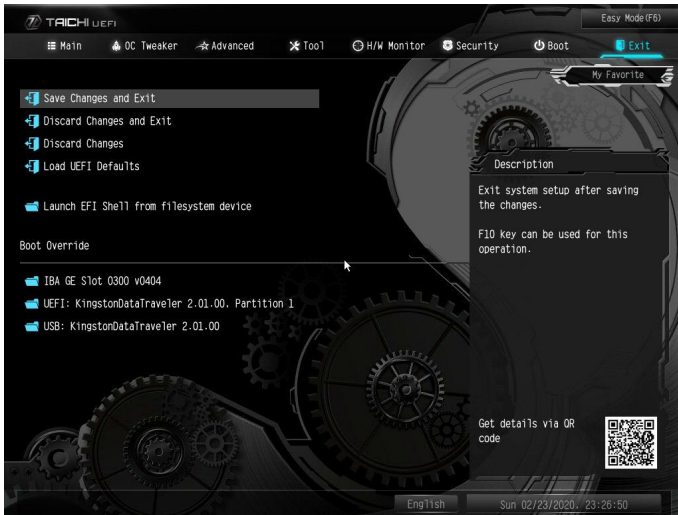 TAICHI UEFI
Easy Mode(F6)
Main OC Tweaker Advanced Tool H/W Monitor Security Boot Exit
My Favorite
Save Changes and Exit
Discard Changes and Exit
Discard Changes
Load UEFI Defaults
Launch EFI Shell from filesystem device
Boot Override
IBA GE Slot 0300 v0404
UEFI: KingstonDataTraveler 2.01.00, Partition 1
USB: KingstonDataTraveler 2.01.00
Description
Exit system setup after saving
the changes.
F10 key can be used for this
operation.
Get details via QR
code
English
Sun 02/23/2020, 23:26:50